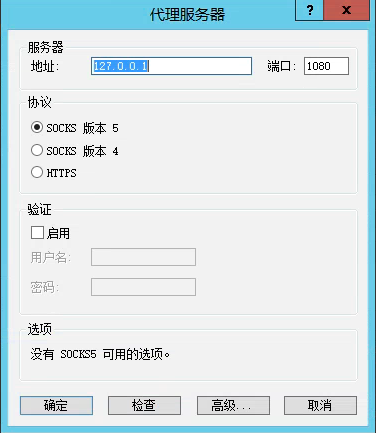 代理服务器
? x
服务器
地址: 127.0.0.1 端口: 1080
协议
SOCKS 版本 5
SOCKS 版本 4
HTTPS
验证
启用
用户名:
密码:
选项
没有 SOCKS5 可用的选项。
确定 检查 高级... 取消